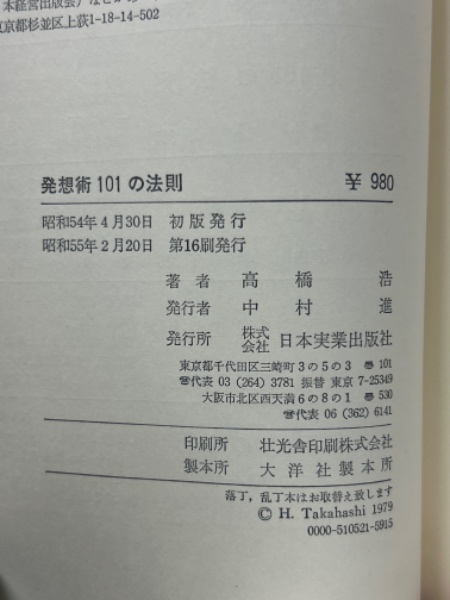 本経営出版会）など
東京都杉並区上荻1-18-14-502
発想術101の法則 ￥ 980
昭和54年4月30日 初版発行
昭和55年2月20日 第16刷発行
著者 高橋浩
発行者 中村進
発行所 株式会社 日本実業出版社
東京都千代田区三崎町3の5の3 〠 101
☎代表 03 (264) 3781 振替 東京 7-25349
大阪市北区西天満6の8の1 〠 530
☎代表 06 (362) 6141
印刷所 壮光舎印刷株式会社
製本所 大洋社製本所
落丁，乱丁本はお取替え致します
© H. Takahashi 1979
0000-510521-5915